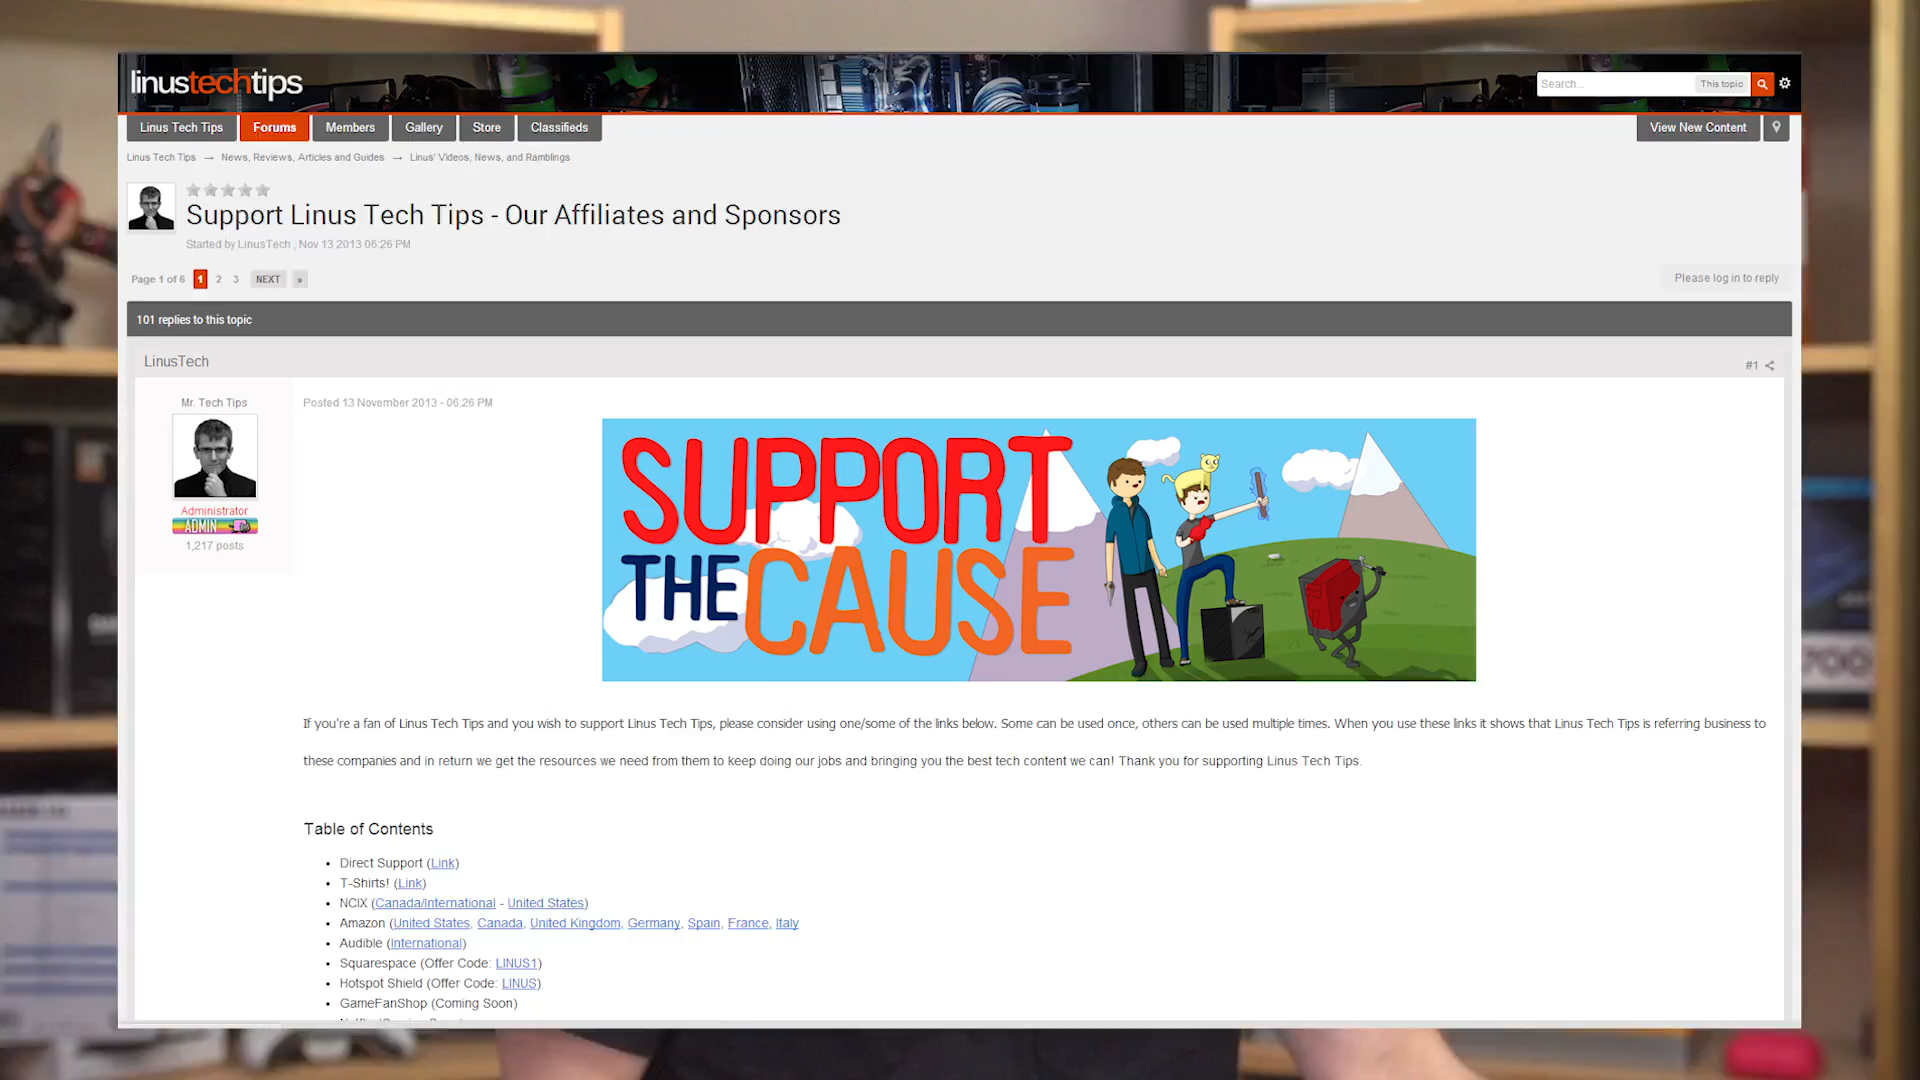 linustechtips
Search...
This topic
Linus Tech Tips
Forums
Members
Gallery
Store
Classifieds
View New Content
Linus Tech Tips → News, Reviews, Articles and Guides → Linus' Videos, News, and Ramblings
Support Linus Tech Tips - Our Affiliates and Sponsors
Started by LinusTech , Nov 13 2013 06:26 PM
Page 1 of 6 1 2 3 NEXT »
Please log in to reply
101 replies to this topic
LinusTech
#1
Mr. Tech Tips
Posted 13 November 2013 - 06:26 PM
SUPPORT
THE CAUSE
Administrator
ADMIN
1,217 posts
If you're a fan of Linus Tech Tips and you wish to support Linus Tech Tips, please consider using one/some of the links below. Some can be used once, others can be used multiple times. When you use these links it shows that Linus Tech Tips is referring business to
these companies and in return we get the resources we need from them to keep doing our jobs and bringing you the best tech content we can! Thank you for supporting Linus Tech Tips.
Table of Contents
• Direct Support (Link)
• T-Shirts! (Link)
• NCIX (Canada/International - United States)
• Amazon (United States, Canada, United Kingdom, Germany, Spain, France, Italy
• Audible (International)
• Squarespace (Offer Code: LINUS1)
• Hotspot Shield (Offer Code: LINUS)
• GameFanShop (Coming Soon)